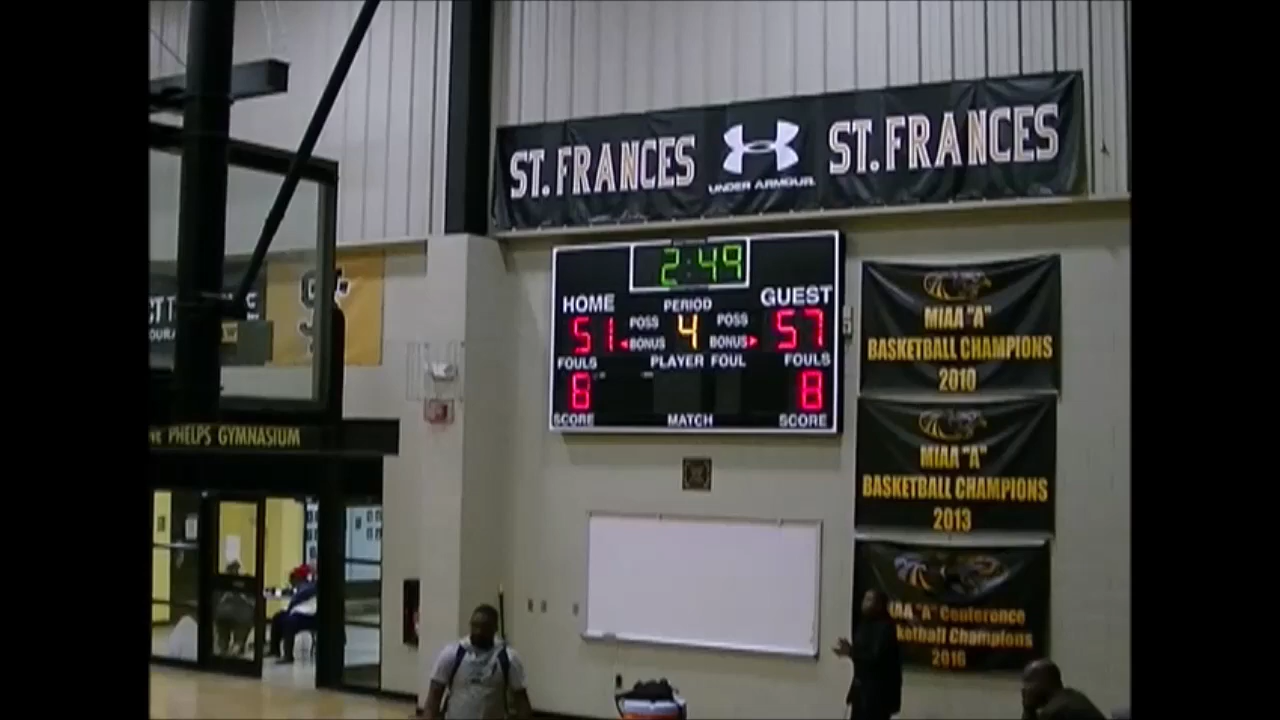 ST. FRANCES UNDER ARMOUR. ST. FRANCES
2:49
HOME PERIOD GUEST
51 POSS 4 POSS 57
BONUS BONUS
FOULS PLAYER FOUL FOULS
8
SCORE MATCH SCORE
MIAA "A"
BASKETBALL CHAMPIONS
2010
MIAA "A"
BASKETBALL CHAMPIONS
2013
"A" Conference
Champions
2016
PHELPS GYMNASIUM